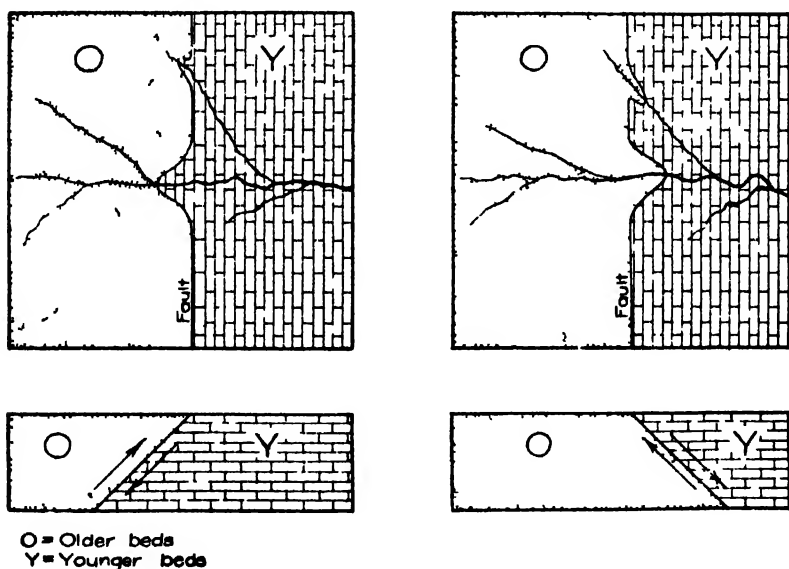 O Y
Fault
O Y
Fault
O Y
O Y
O = Older beds
Y = Younger beds